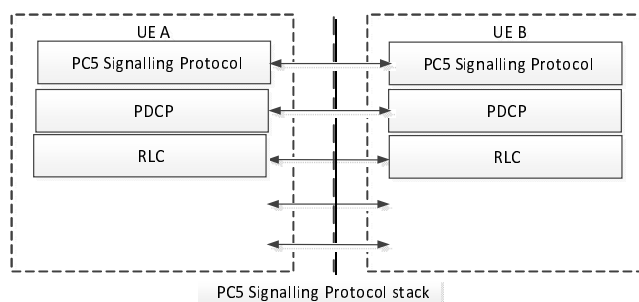 UE A UE B
PC5 Signalling Protocol PC5 Signalling Protocol
PDCP PDCP
RLC RLC
PC5 Signalling Protocol stack